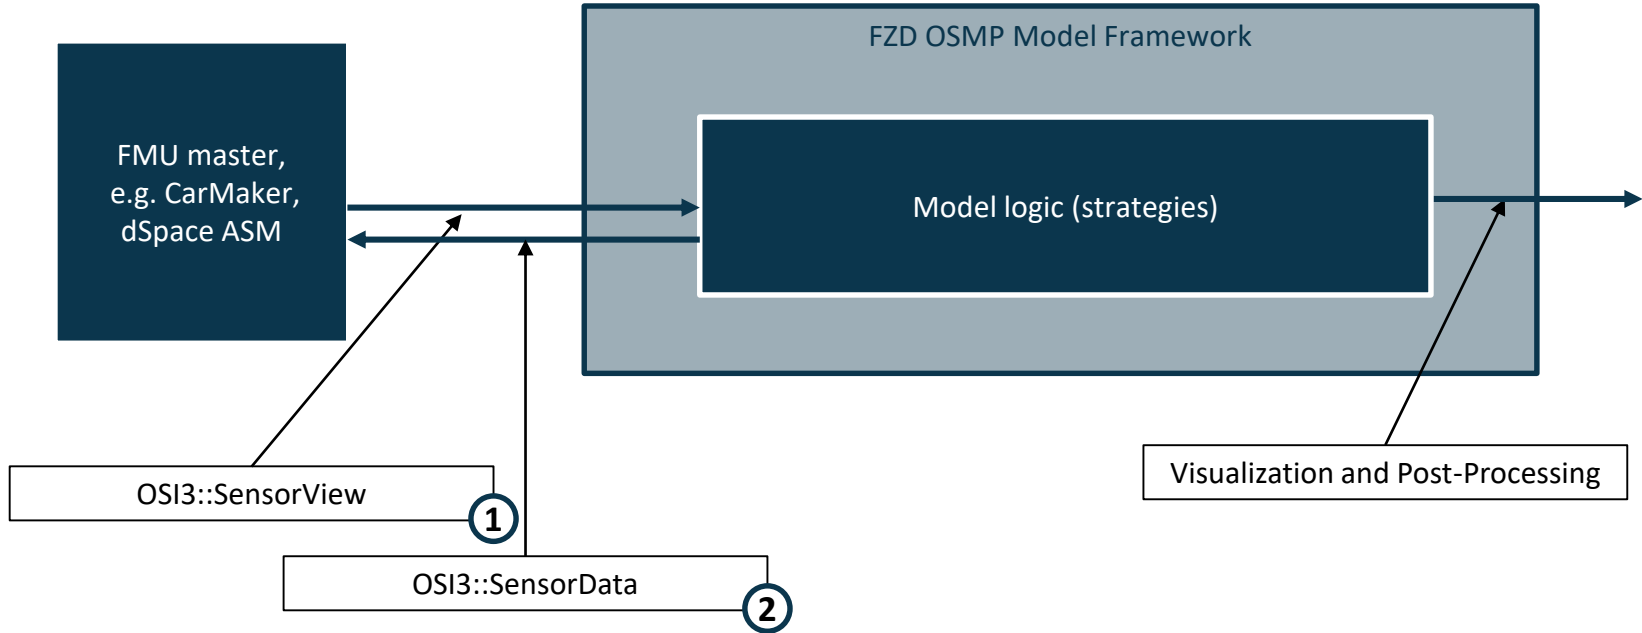 FZD OSMP Model Framework
FMU master,
e.g. CarMaker,
dSpace ASM
Model logic (strategies)
OSI3::SensorView
1
Visualization and Post-Processing
OSI3::SensorData
2